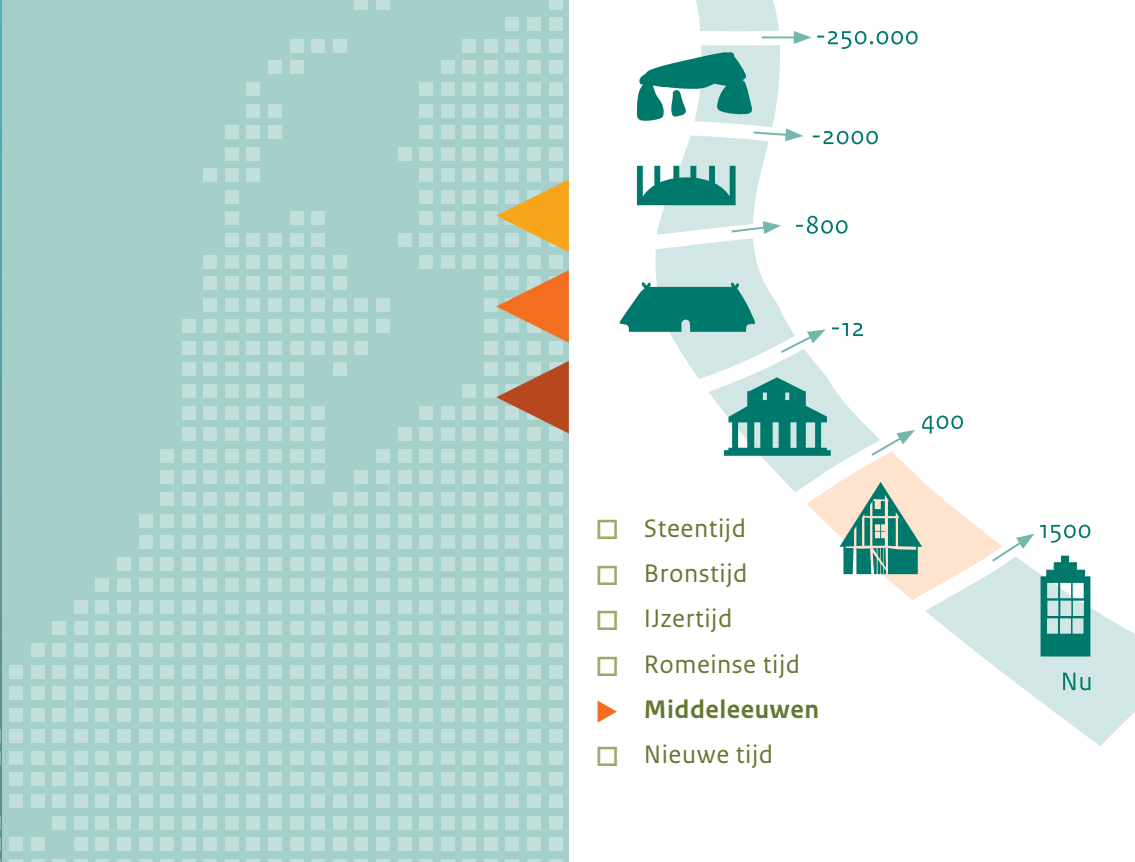 -250.000
-2000
-800
-12
400
1500
Nu
Steentijd
Bronstijd
IJzertijd
Romeinse tijd
Middeleeuwen
Nieuwe tijd